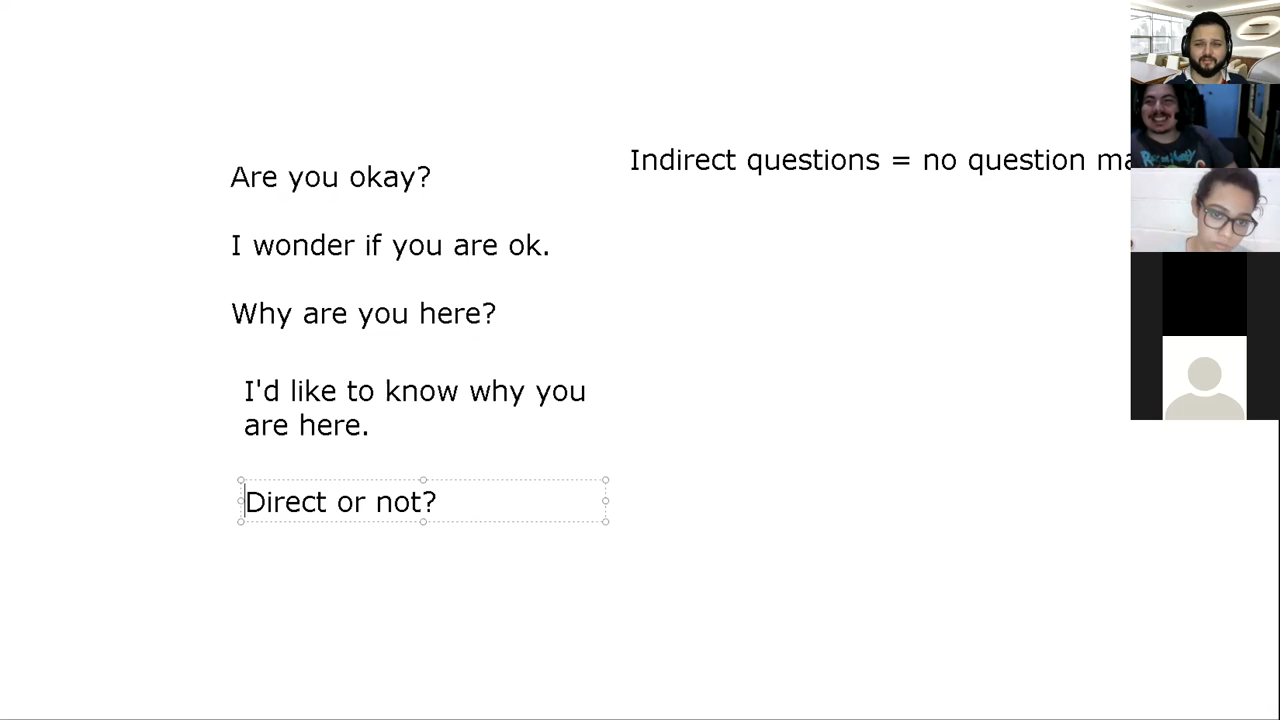 Are you okay?
Indirect questions = no question
I wonder if you are ok.
Why are you here?
I'd like to know why you
are here.
Direct or not?